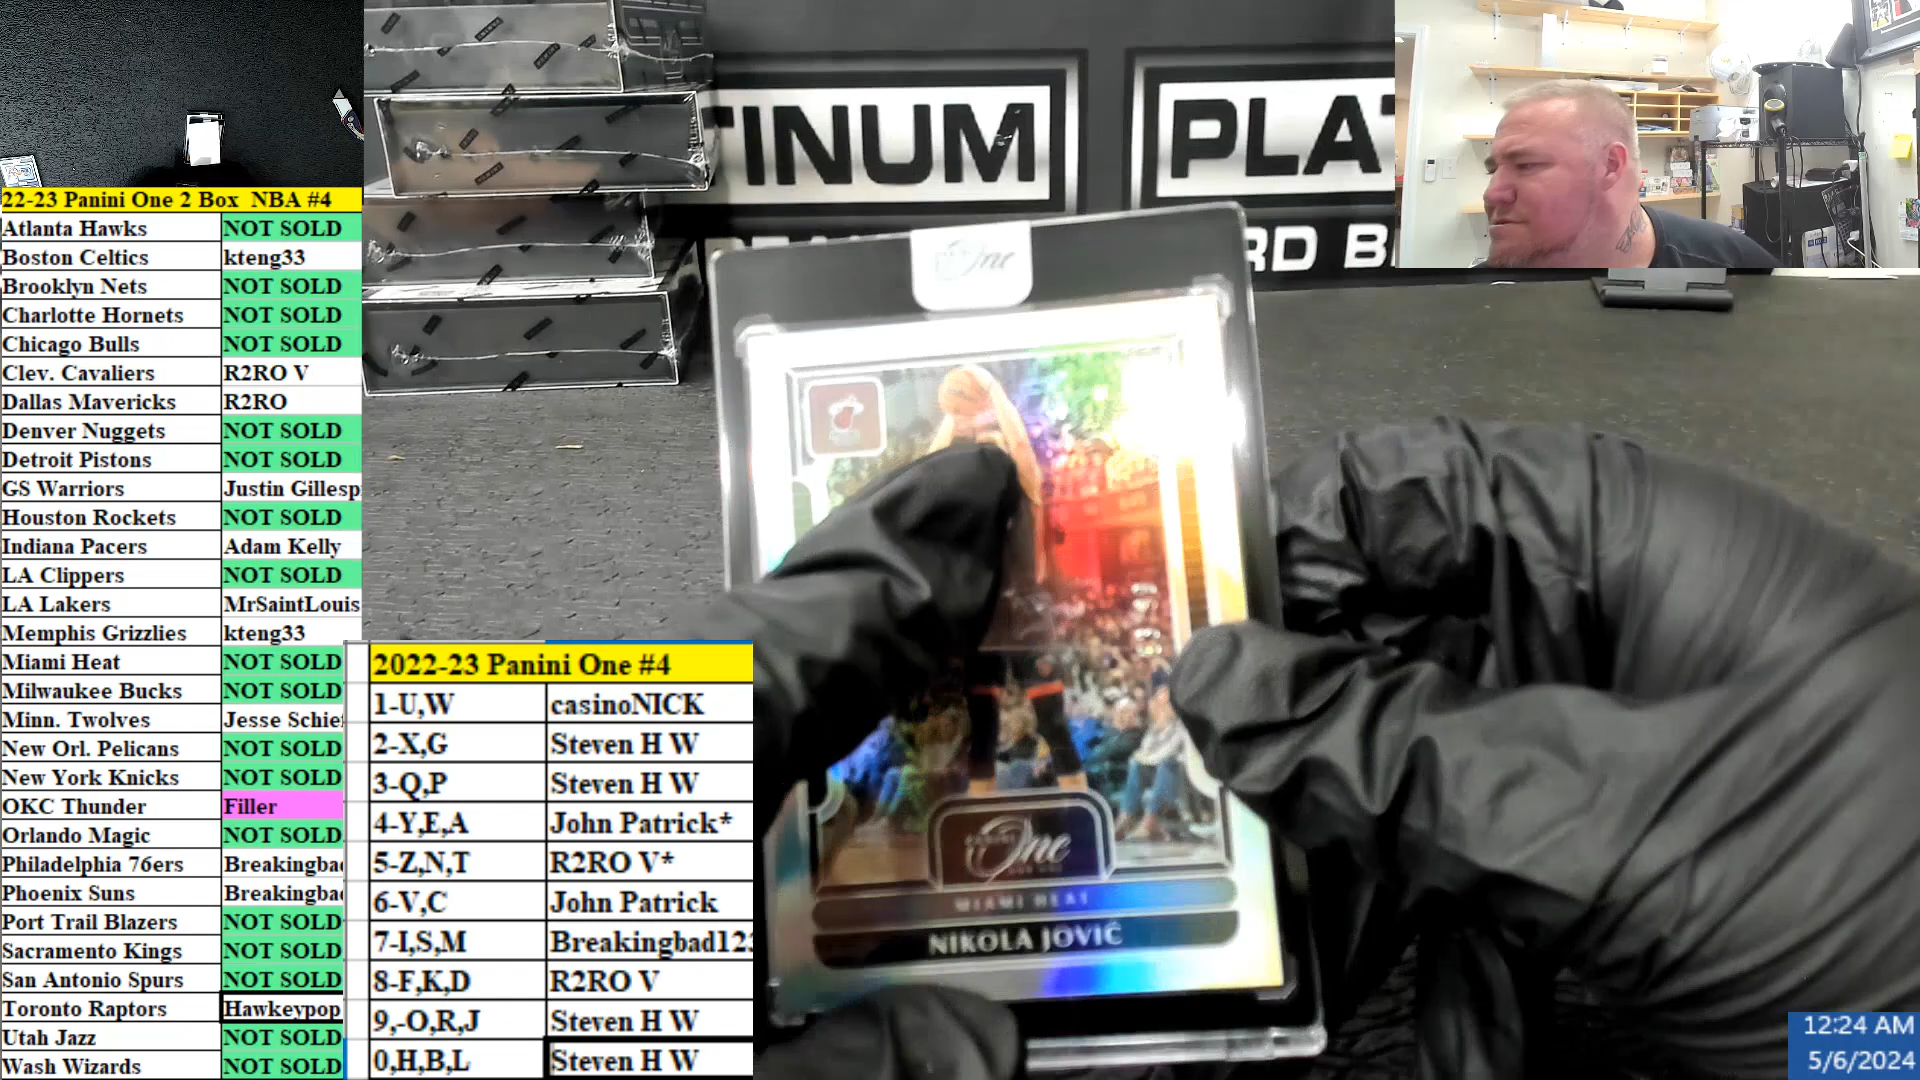 22-23 Panini One 2 Box NBA #4
Atlanta Hawks NOT SOLD
Boston Celtics kteng33
Brooklyn Nets NOT SOLD
Charlotte Hornets NOT SOLD
Chicago Bulls NOT SOLD
Clev. Cavaliers R2RO V
Dallas Mavericks R2RO
Denver Nuggets NOT SOLD
Detroit Pistons NOT SOLD
GS Warriors Justin Gillesp
Houston Rockets NOT SOLD
Indiana Pacers Adam Kelly
LA Clippers NOT SOLD
LA Lakers MrSaintLouis
Memphis Grizzlies kteng33
Miami Heat NOT SOLD
Milwaukee Bucks NOT SOLD
Minn. Twolves Jesse Schie
New Orl. Pelicans NOT SOLD
New York Knicks NOT SOLD
OKC Thunder Filler
Orlando Magic NOT SOLD
Philadelphia 76ers Breakingba
Phoenix Suns Breakingba
Port Trail Blazers NOT SOLD
Sacramento Kings NOT SOLD
San Antonio Spurs NOT SOLD
Toronto Raptors Hawkeypop
Utah Jazz NOT SOLD
Wash Wizards NOT SOLD
2022-23 Panini One #4
1-U,W casinoNICK
2-X,G Steven H W
3-Q,P Steven H W
4-Y,E,A John Patrick*
5-Z,N,T R2RO V*
6-V,C John Patrick
7-I,S,M Breakingbad12
8-F,K,D R2RO V
9,-O,R,J Steven H W
0,H,B,L Steven H W
TINUM PLA
RD B
One
One
MIAMI HEAT
NIKOLA JOVIĆ
12:24 AM
5/6/2024